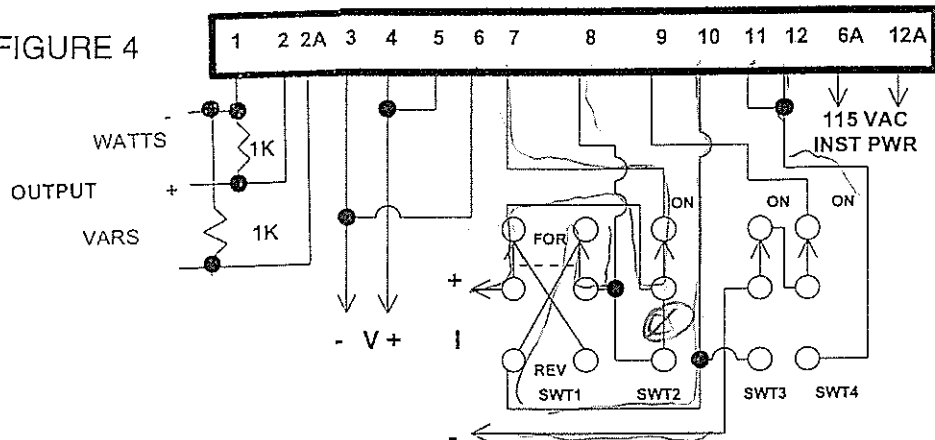 FIGURE 4
1 2 2A 3 4 5 6 7 8 9 10 11 12 6A 12A
-
WATTS
1K
115 VAC
INST PWR
OUTPUT +
VARS
1K
FOR
ON
ON
ON
+
- V + I
REV
SWT1 SWT2 SWT3 SWT4
-